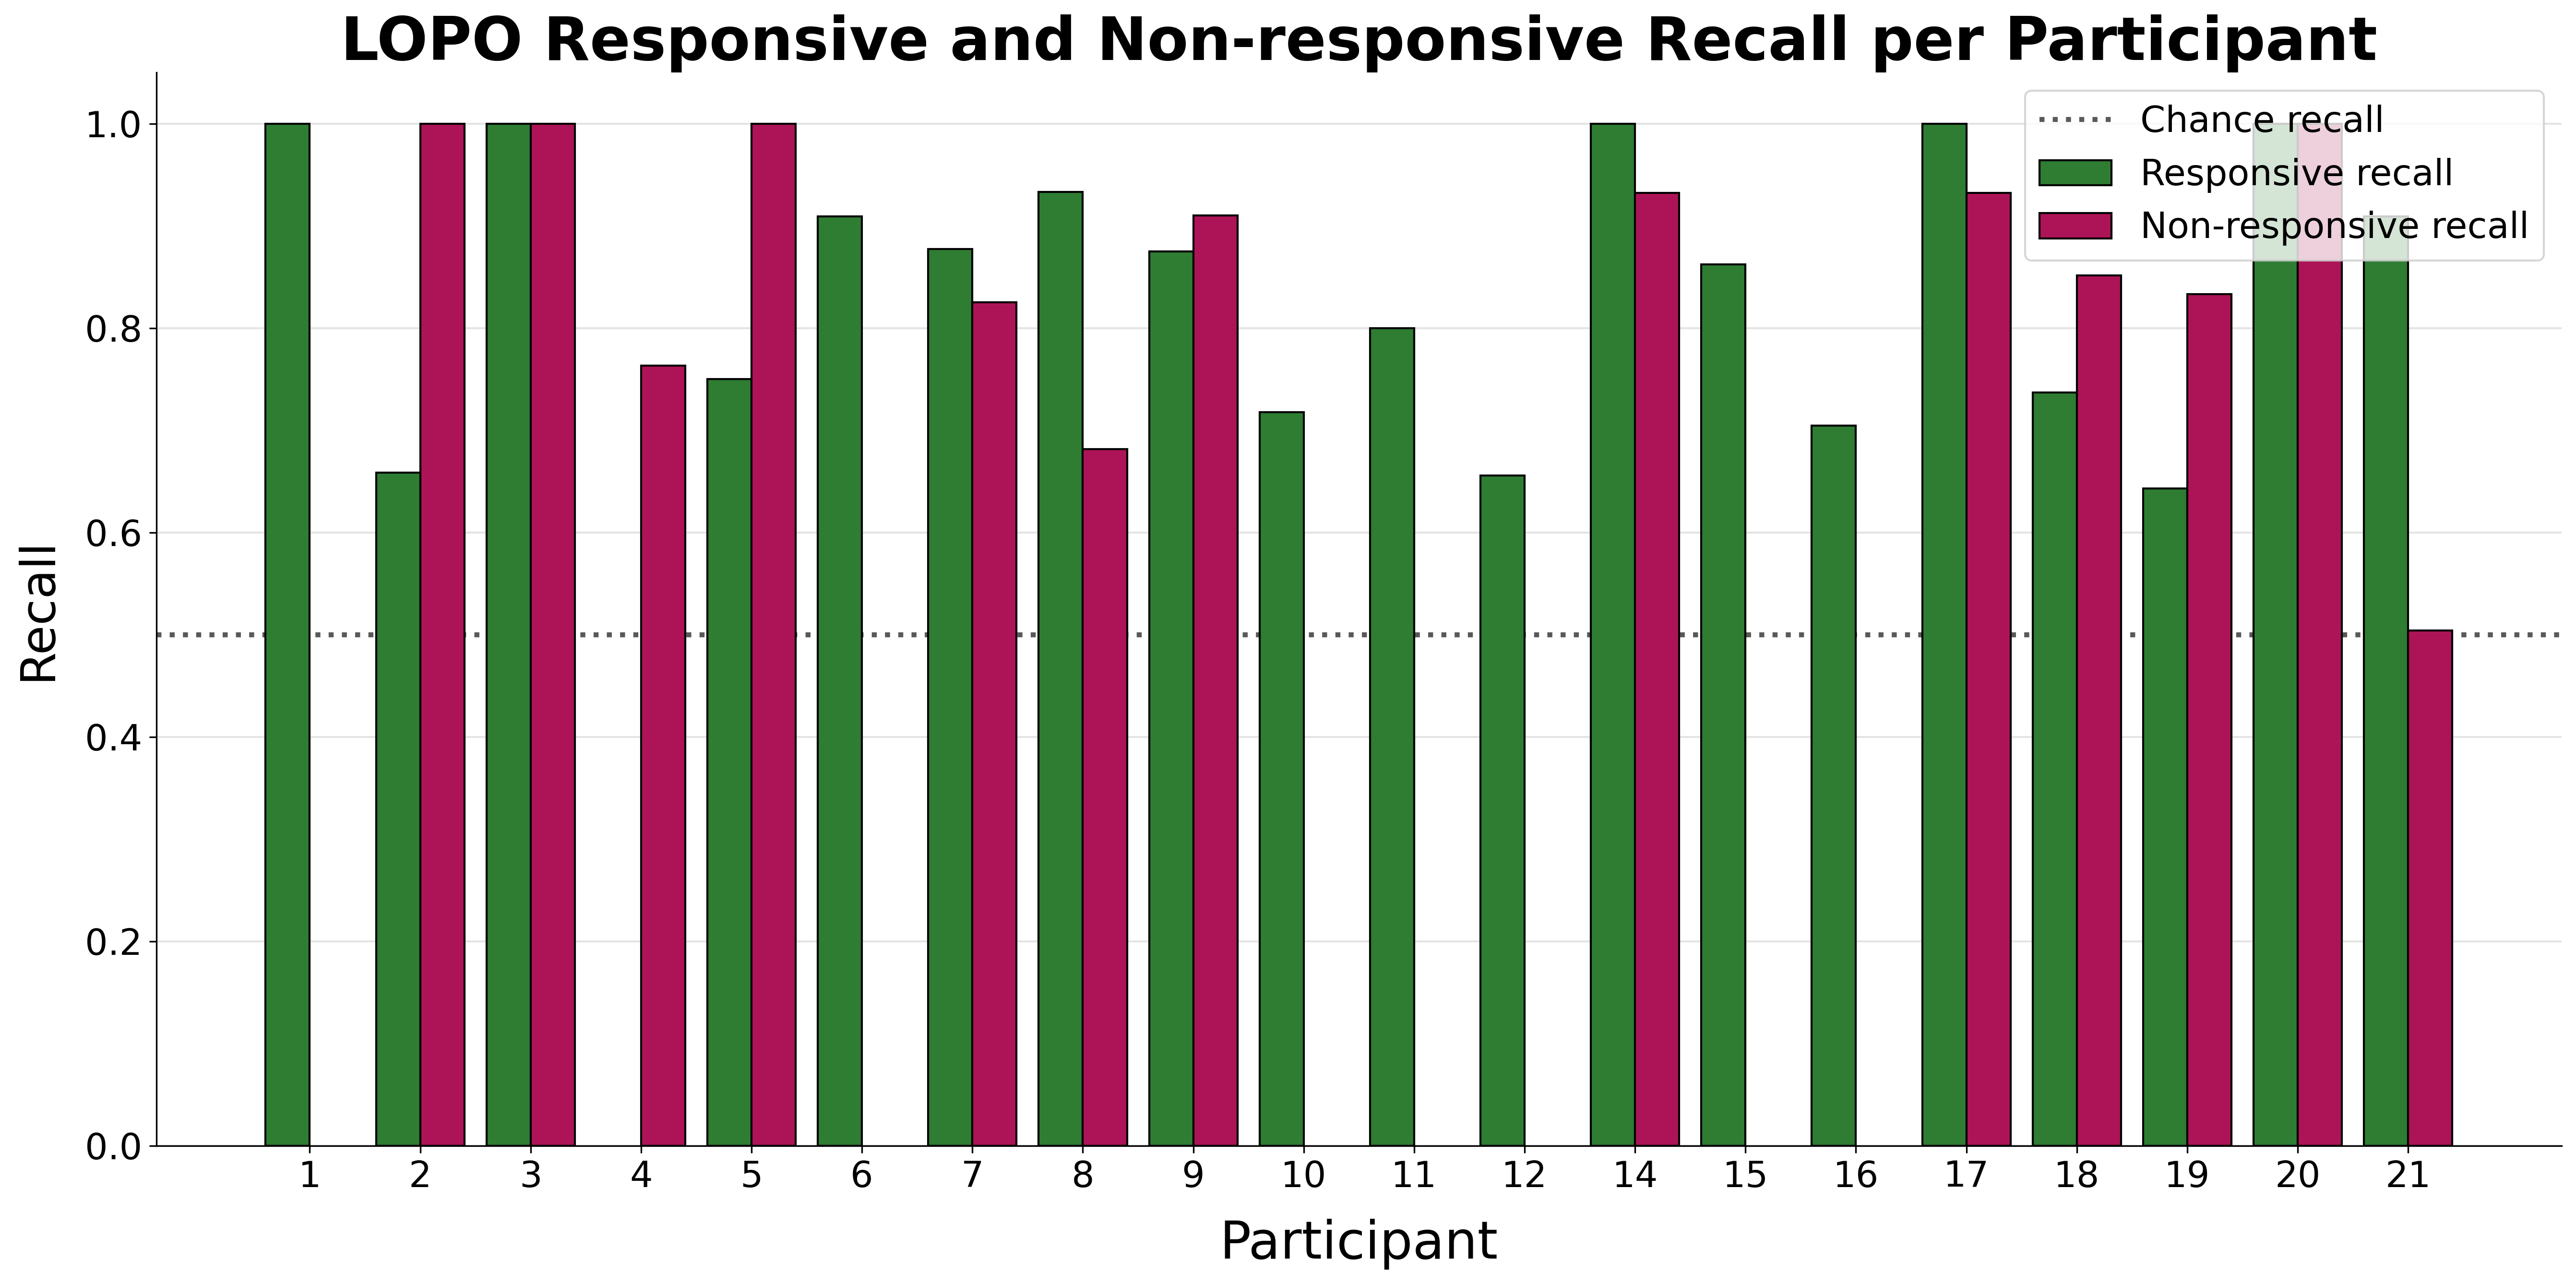 LOPO Responsive and Non-responsive Recall per Participant
Chance recall
Responsive recall
Non-responsive recall
1.0
0.8
0.6
0.4
0.2
0.0
Recall
1 2 3 4 5 6 7 8 9 10 11 12 14 15 16 17 18 19 20 21
Participant